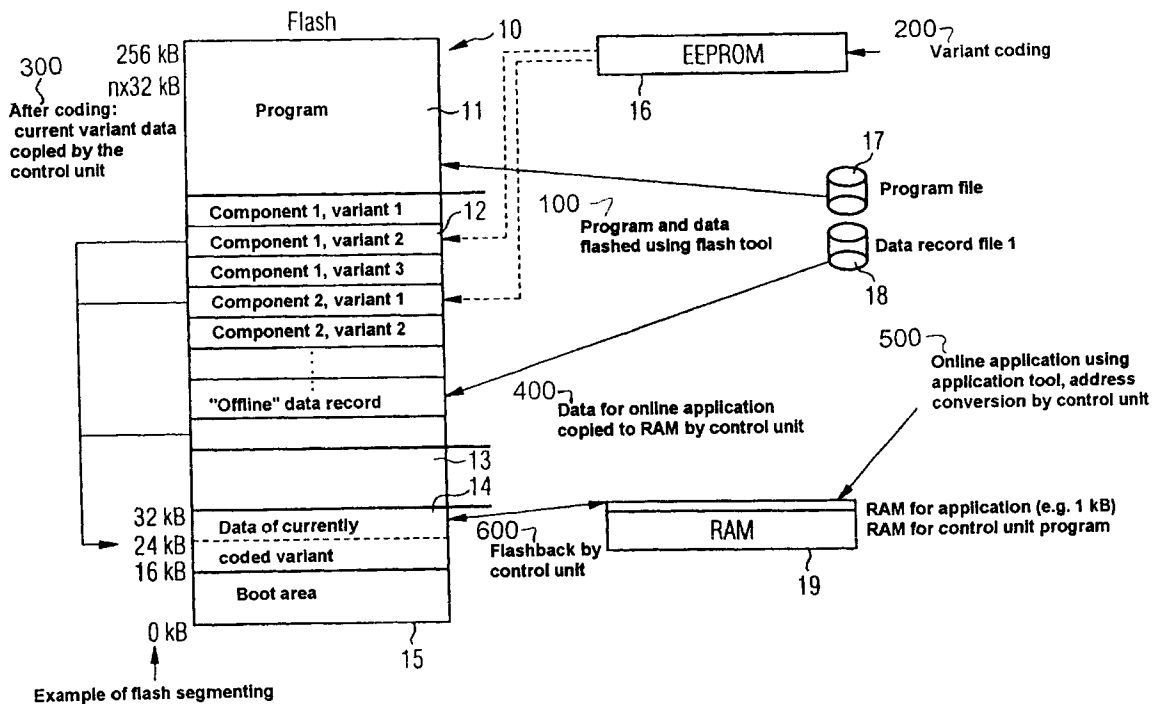 Flash
256 kB
nx32 kB
300
After coding:
current variant data
copied by the
control unit
10
Program
11
EEPROM
16
200
Variant coding
17
Program file
100
Program and data
flashed using flash tool
Data record file 1
18
Component 1, variant 1
12
Component 1, variant 2
Component 1, variant 3
Component 2, variant 1
Component 2, variant 2
"Offline" data record
400
Data for online application
copied to RAM by control unit
500
Online application using
application tool, address
conversion by control unit
13
14
32 kB
Data of currently
24 kB
coded variant
16 kB
Boot area
0 kB
15
600
Flashback by
control unit
RAM for application (e.g. 1 kB)
RAM
RAM for control unit program
19
Example of flash segmenting